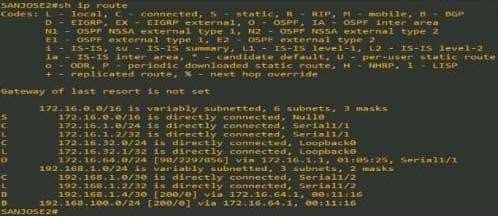 SANJOSE2#sh ip route
Codes: L - local, C - connected, S - static, R - RIP, M - mobile, B - BGP
D - EIGRP, EX - EIGRP external, O - OSPF, IA - OSPF inter area
N1 - OSPF NSSA external type 1, N2 - OSPF NSSA external type 2
E1 - OSPF external type 1, E2 - OSPF external type 2
i - IS-IS, su - IS-IS summary, L1 - IS-IS level-1, L2 - IS-IS level-2
ia - IS-IS inter area, * - candidate default, U - per-user static route
o - ODR, P - periodic downloaded static route, H - NHRP, l - LISP
+ - replicated route, % - next hop override
Gateway of last resort is not set
172.16.0.0/16 is variably subnetted, 6 subnets, 3 masks
S 172.16.0.0/16 is directly connected, Null0
C 172.16.1.0/24 is directly connected, Serial1/1
L 172.16.1.2/32 is directly connected, Serial1/1
C 172.16.32.0/24 is directly connected, Loopback0
L 172.16.32.1/32 is directly connected, Loopback0
D 172.16.64.0/24 [90/2297856] via 172.16.1.1, 01:05:25, Serial1/1
192.168.1.0/24 is variably subnetted, 3 subnets, 2 masks
C 192.168.1.0/30 is directly connected, Serial1/2
L 192.168.1.2/32 is directly connected, Serial1/2
B 192.168.1.4/30 [200/0] via 172.16.64.1, 00:11:16
B 192.168.100.0/24 [200/0] via 172.16.64.1, 00:11:16
SANJOSE2#